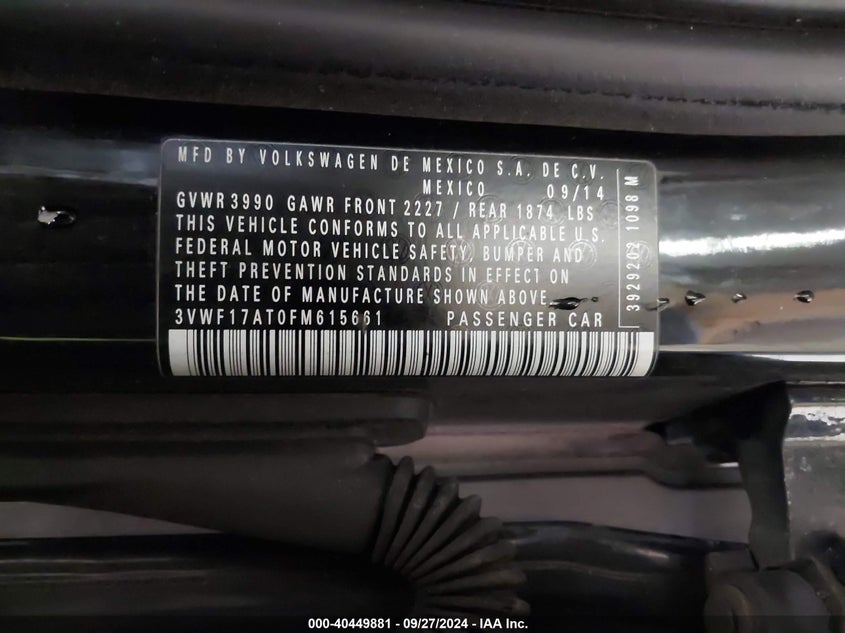 MFD BY VOLKSWAGEN DE MEXICO S.A. DE C.V.
MEXICO 09/14
GVWR 3990 GAWR FRONT 2227 / REAR 1874 LBS
THIS VEHICLE CONFORMS TO ALL APPLICABLE U.S.
FEDERAL MOTOR VEHICLE SAFETY, BUMPER AND
THEFT PREVENTION STANDARDS IN EFFECT ON
THE DATE OF MANUFACTURE SHOWN ABOVE.
3VWF17AT0FM615661 PASSENGER CAR
3929202 1098 M
000-40449881 - 09/27/2024 - IAA Inc.